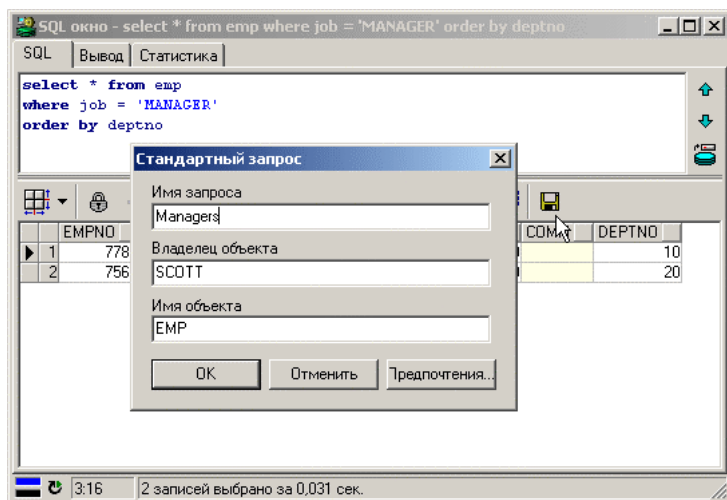 SQL окно - select * from emp where job = 'MANAGER' order by deptno
SQL Вывод Статистика
select * from emp
where job = 'MANAGER'
order by deptno
Стандартный запрос
Имя запроса
Managers
Владелец объекта
SCOTT
Имя объекта
EMP
OK Отменить Предпочтения...
EMPNO DEPTNO
1 778 10
2 756 20
3:16 2 записей выбрано за 0,031 сек.